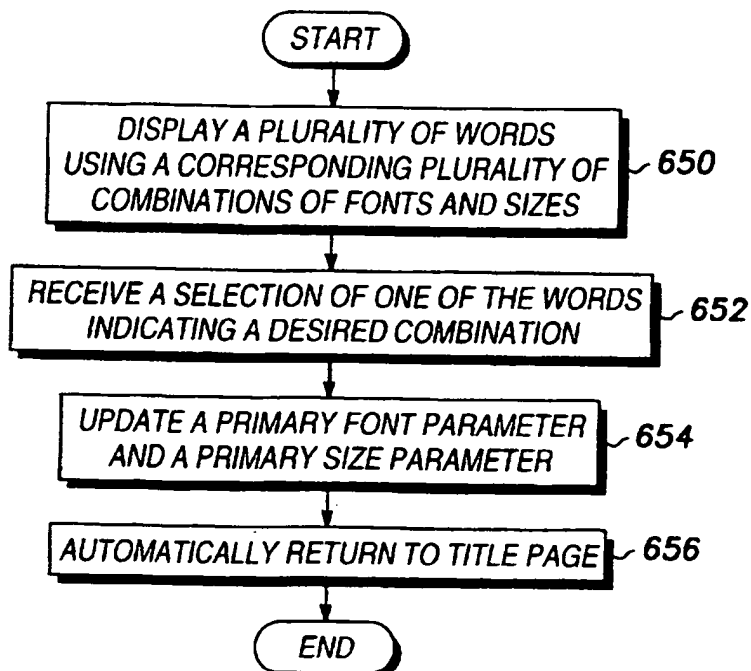 START
DISPLAY A PLURALITY OF WORDS
USING A CORRESPONDING PLURALITY OF
COMBINATIONS OF FONTS AND SIZES
650
RECEIVE A SELECTION OF ONE OF THE WORDS
INDICATING A DESIRED COMBINATION
652
UPDATE A PRIMARY FONT PARAMETER
AND A PRIMARY SIZE PARAMETER
654
AUTOMATICALLY RETURN TO TITLE PAGE
656
END